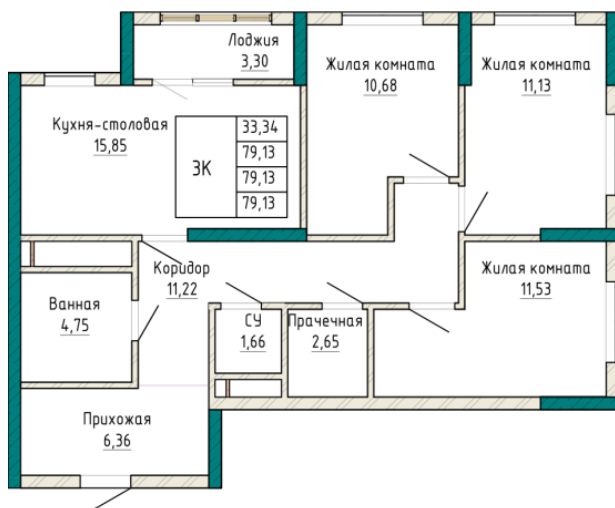 Лоджия
3,30
Жилая комната
10,68
Жилая комната
11,13
Кухня-столовая
15,85
3К
33,34
79,13
79,13
79,13
Коридор
11,22
Жилая комната
11,53
Ванная
4,75
СУ
1,66
Прачечная
2,65
Прихожая
6,36